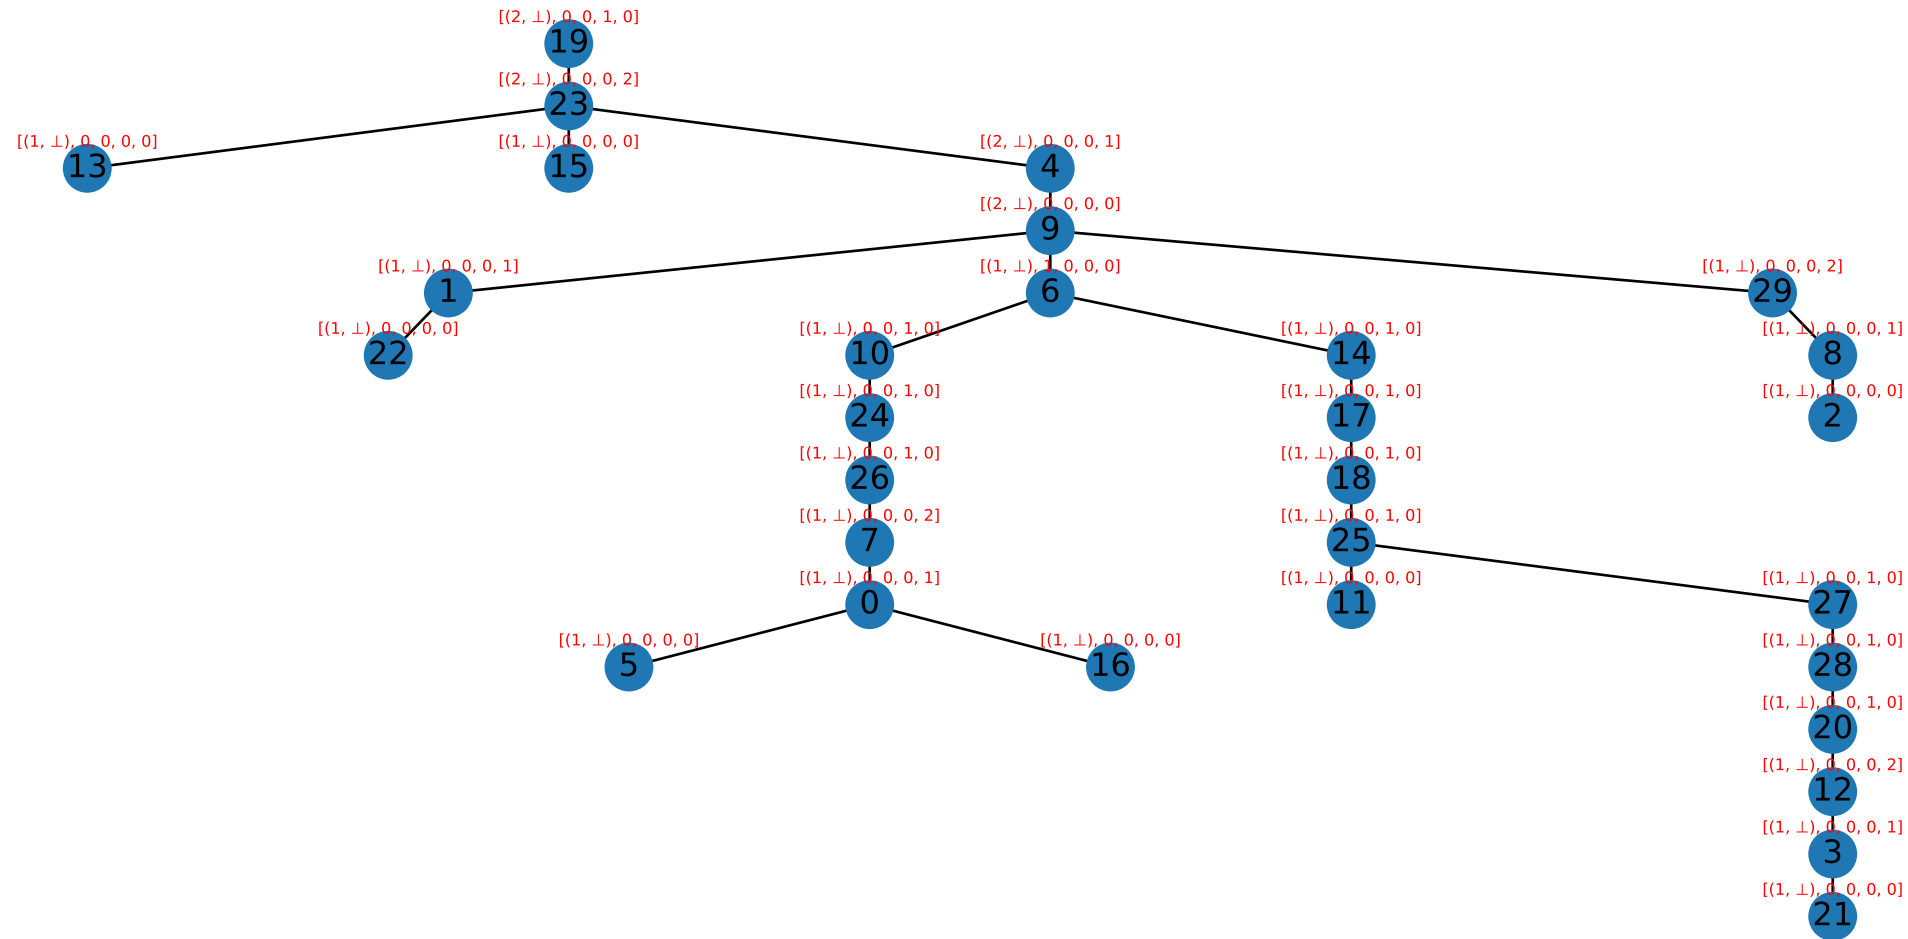 [(2, ⊥), 0, 0, 1, 0]
19
[(2, ⊥), 0, 0, 0, 2]
23
[(1, ⊥), 0, 0, 0, 0] [(1, ⊥), 0, 0, 0, 0] [(2, ⊥), 0, 0, 0, 1]
13 15 4
[(2, ⊥), 0, 0, 0, 0]
9
[(1, ⊥), 0, 0, 0, 1] [(1, ⊥), 1, 0, 0, 0] [(1, ⊥), 0, 0, 0, 2]
1 6 29
[(1, ⊥), 0, 0, 0, 0] [(1, ⊥), 0, 0, 1, 0] [(1, ⊥), 0, 0, 1, 0] [(1, ⊥), 0, 0, 0, 1]
22 10 14 8
[(1, ⊥), 0, 0, 1, 0] [(1, ⊥), 0, 0, 1, 0] [(1, ⊥), 0, 0, 0, 0]
24 17 2
[(1, ⊥), 0, 0, 1, 0] [(1, ⊥), 0, 0, 1, 0]
26 18
[(1, ⊥), 0, 0, 0, 2] [(1, ⊥), 0, 0, 1, 0]
7 25
[(1, ⊥), 0, 0, 0, 1] [(1, ⊥), 0, 0, 0, 0] [(1, ⊥), 0, 0, 1, 0]
0 11 27
[(1, ⊥), 0, 0, 0, 0] [(1, ⊥), 0, 0, 0, 0] [(1, ⊥), 0, 0, 1, 0]
5 16 28
[(1, ⊥), 0, 0, 1, 0]
20
[(1, ⊥), 0, 0, 0, 2]
12
[(1, ⊥), 0, 0, 0, 1]
3
[(1, ⊥), 0, 0, 0, 0]
21